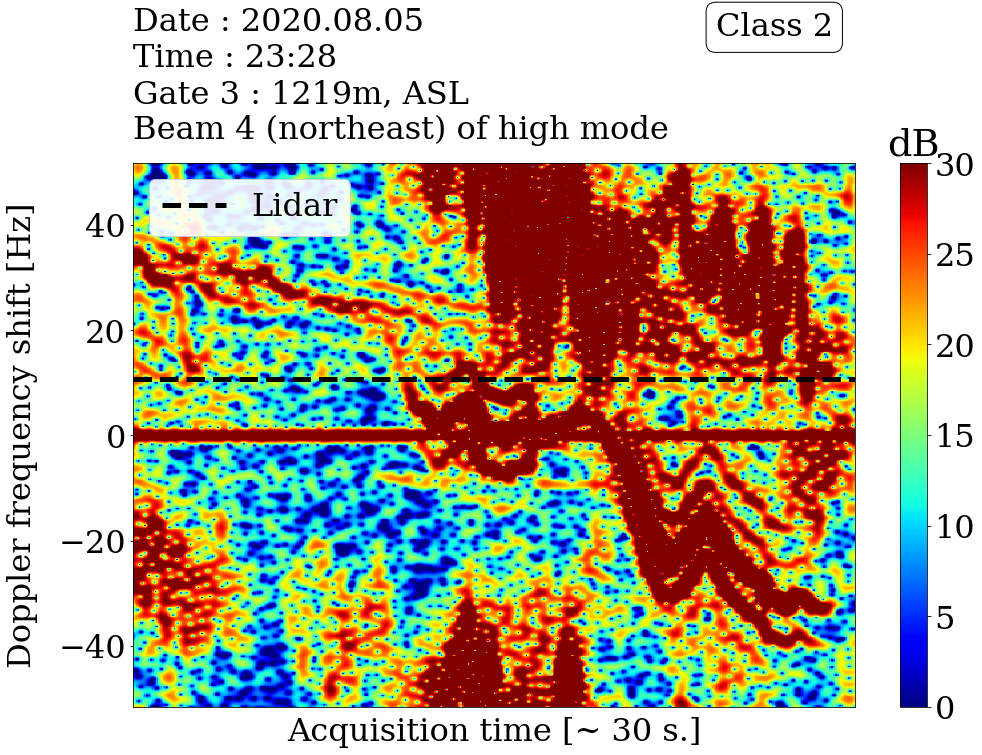 Date : 2020.08.05
Time : 23:28
Gate 3 : 1219m, ASL
Beam 4 (northeast) of high mode
Class 2
dB
Lidar
Doppler frequency shift [Hz]
40
20
0
−20
−40
30
25
20
15
10
5
0
Acquisition time [~ 30 s.]